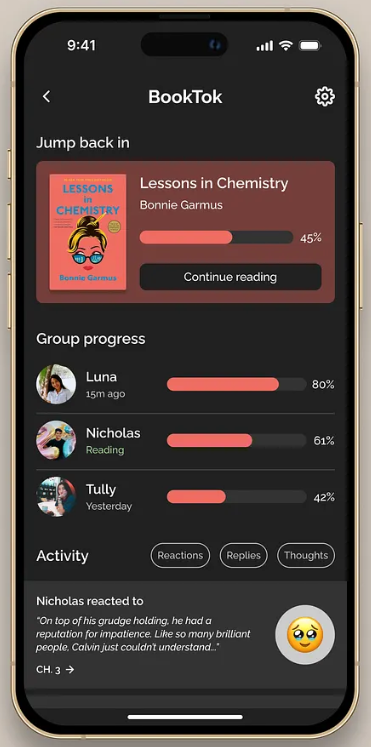 9:41
BookTok
Jump back in
LESSONS
in
CHEMISTRY
Bonnie Garmus
Lessons in Chemistry
Bonnie Garmus
45%
Continue reading
Group progress
Luna
15m ago
80%
Nicholas
Reading
61%
Tully
Yesterday
42%
Activity
Reactions
Replies
Thoughts
Nicholas reacted to
"On top of his grudge holding, he had a
reputation for impatience. Like so many brilliant
people, Calvin just couldn't understand..."
CH. 3 →